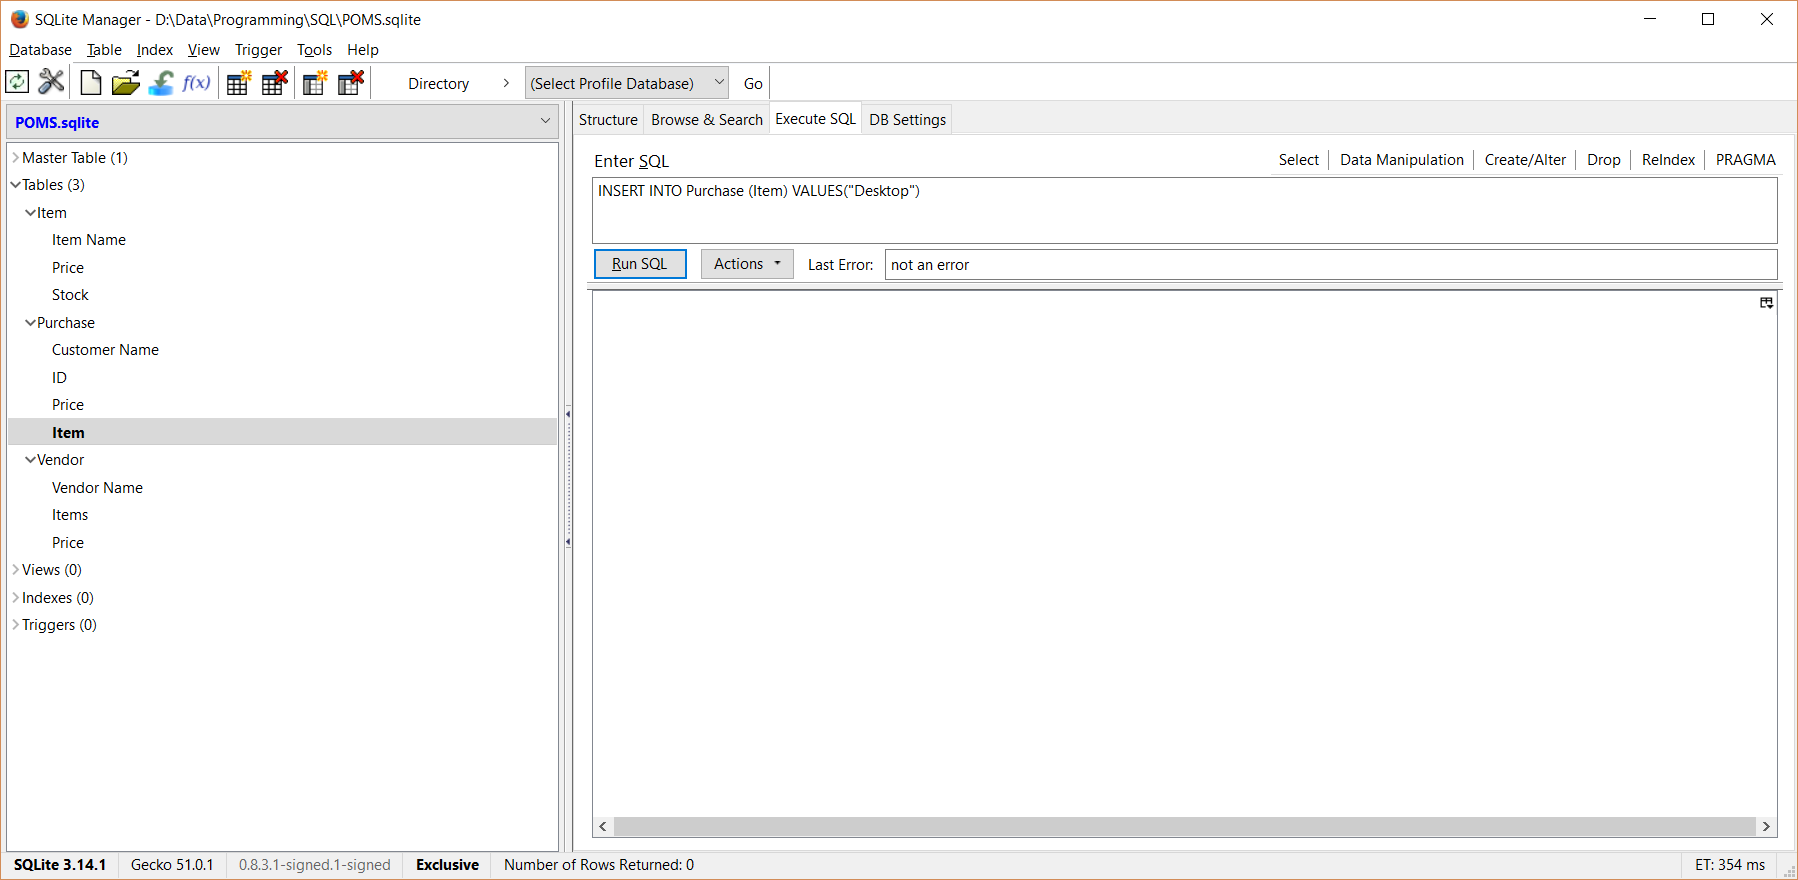 SQLite Manager - D:\Data\Programming\SQL\POMS.sqlite
Database Table Index View Trigger Tools Help
f(x) Directory (Select Profile Database) Go
POMS.sqlite
Master Table (1)
Tables (3)
Item
Item Name
Price
Stock
Purchase
Customer Name
ID
Price
Item
Vendor
Vendor Name
Items
Price
Views (0)
Indexes (0)
Triggers (0)
Structure Browse & Search Execute SQL DB Settings
Enter SQL Select Data Manipulation Create/Alter Drop ReIndex PRAGMA
INSERT INTO Purchase (Item) VALUES("Desktop")
Run SQL Actions Last Error: not an error
SQLite 3.14.1 Gecko 51.0.1 0.8.3.1-signed.1-signed Exclusive Number of Rows Returned: 0 ET: 354 ms